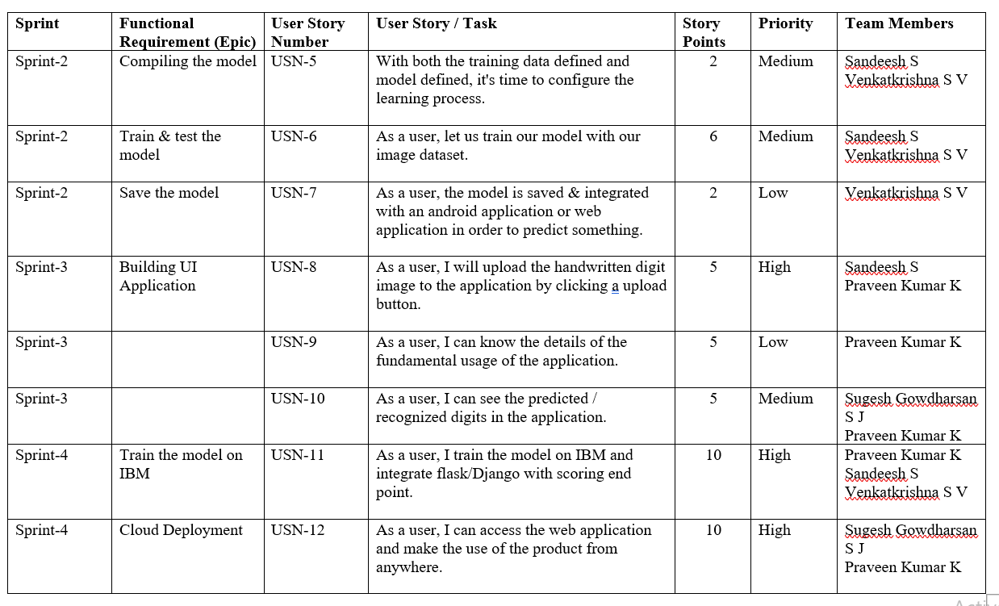 Sprint Functional Requirement (Epic) User Story Number User Story / Task Story Points Priority Team Members
Sprint-2
Compiling the model
USN-5
With both the training data defined and
model defined, it's time to configure the
learning process.
2
Medium
Sandeesh S
Venkatkrishna S V
Sprint-2
Train & test the
model
USN-6
As a user, let us train our model with our
image dataset.
6
Medium
Sandeesh S
Venkatkrishna S V
Sprint-2
Save the model
USN-7
As a user, the model is saved & integrated
with an android application or web
application in order to predict something.
2
Low
Venkatkrishna S V
Sprint-3
Building UI
Application
USN-8
As a user, I will upload the handwritten digit
image to the application by clicking a upload
button.
5
High
Sandeesh S
Praveen Kumar K
Sprint-3
USN-9
As a user, I can know the details of the
fundamental usage of the application.
5
Low
Praveen Kumar K
Sprint-3
USN-10
As a user, I can see the predicted /
recognized digits in the application.
5
Medium
Sugesh Gowdharsan
S J
Praveen Kumar K
Sprint-4
Train the model on
IBM
USN-11
As a user, I train the model on IBM and
integrate flask/Django with scoring end
point.
10
High
Praveen Kumar K
Sandeesh S
Venkatkrishna S V
Sprint-4
Cloud Deployment
USN-12
As a user, I can access the web application
and make the use of the product from
anywhere.
10
High
Sugesh Gowdharsan
S J
Praveen Kumar K